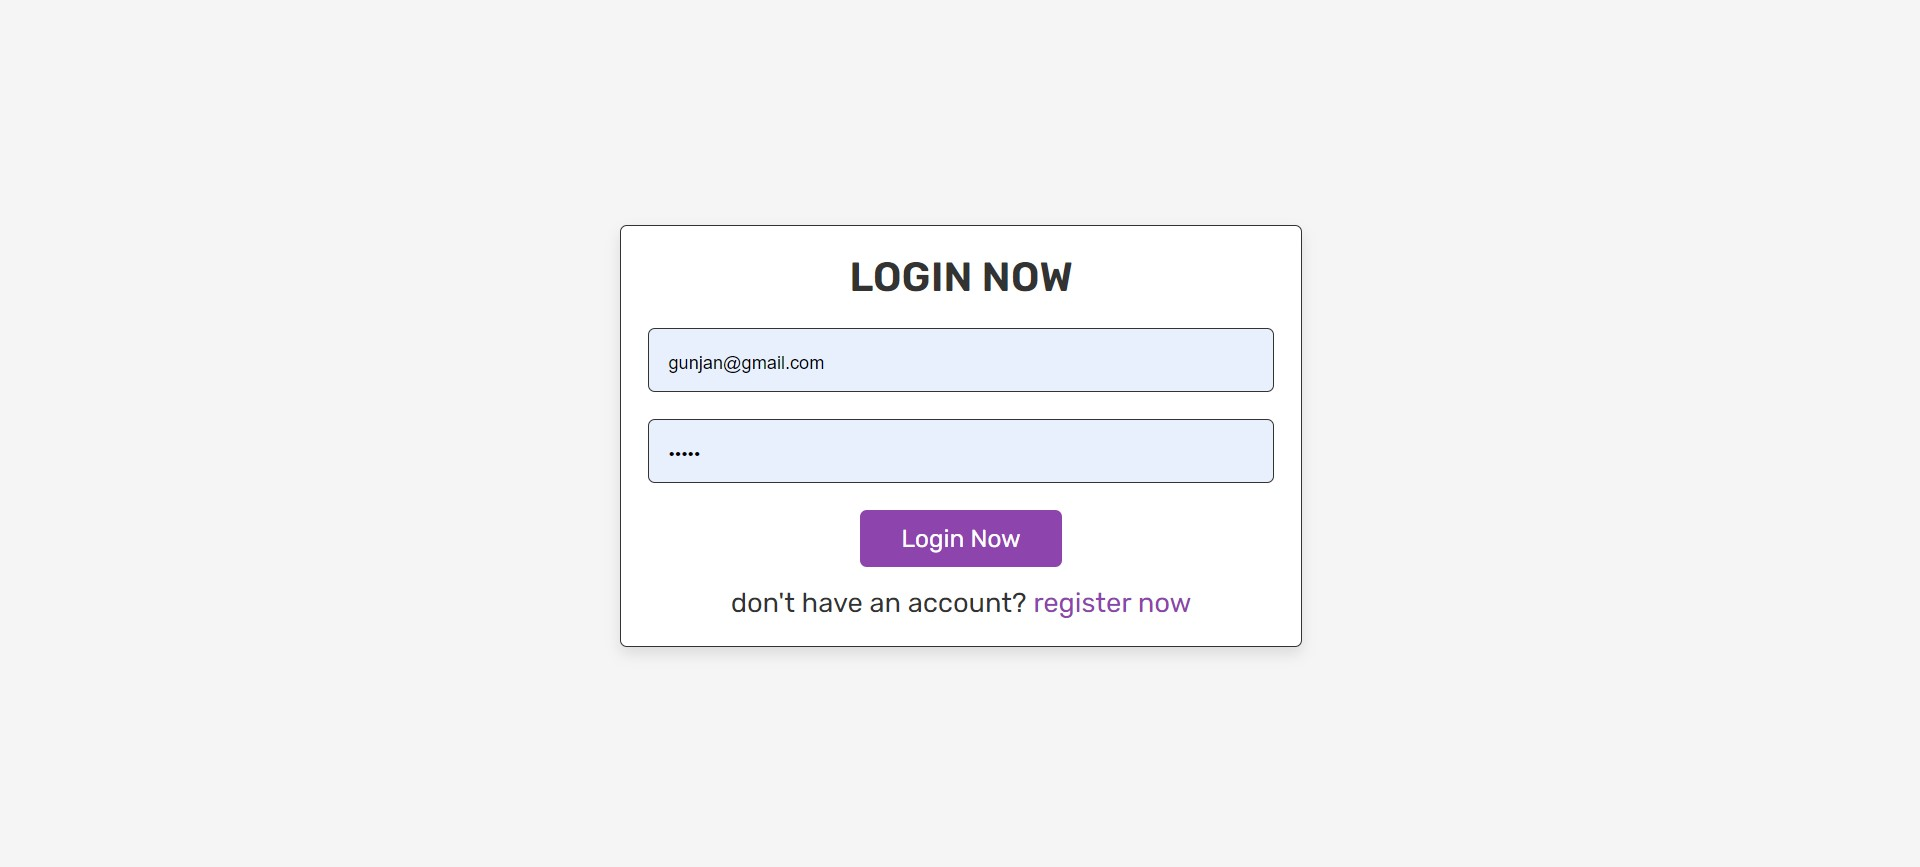 LOGIN NOW
gunjan@gmail.com
•••••
Login Now
don't have an account? register now